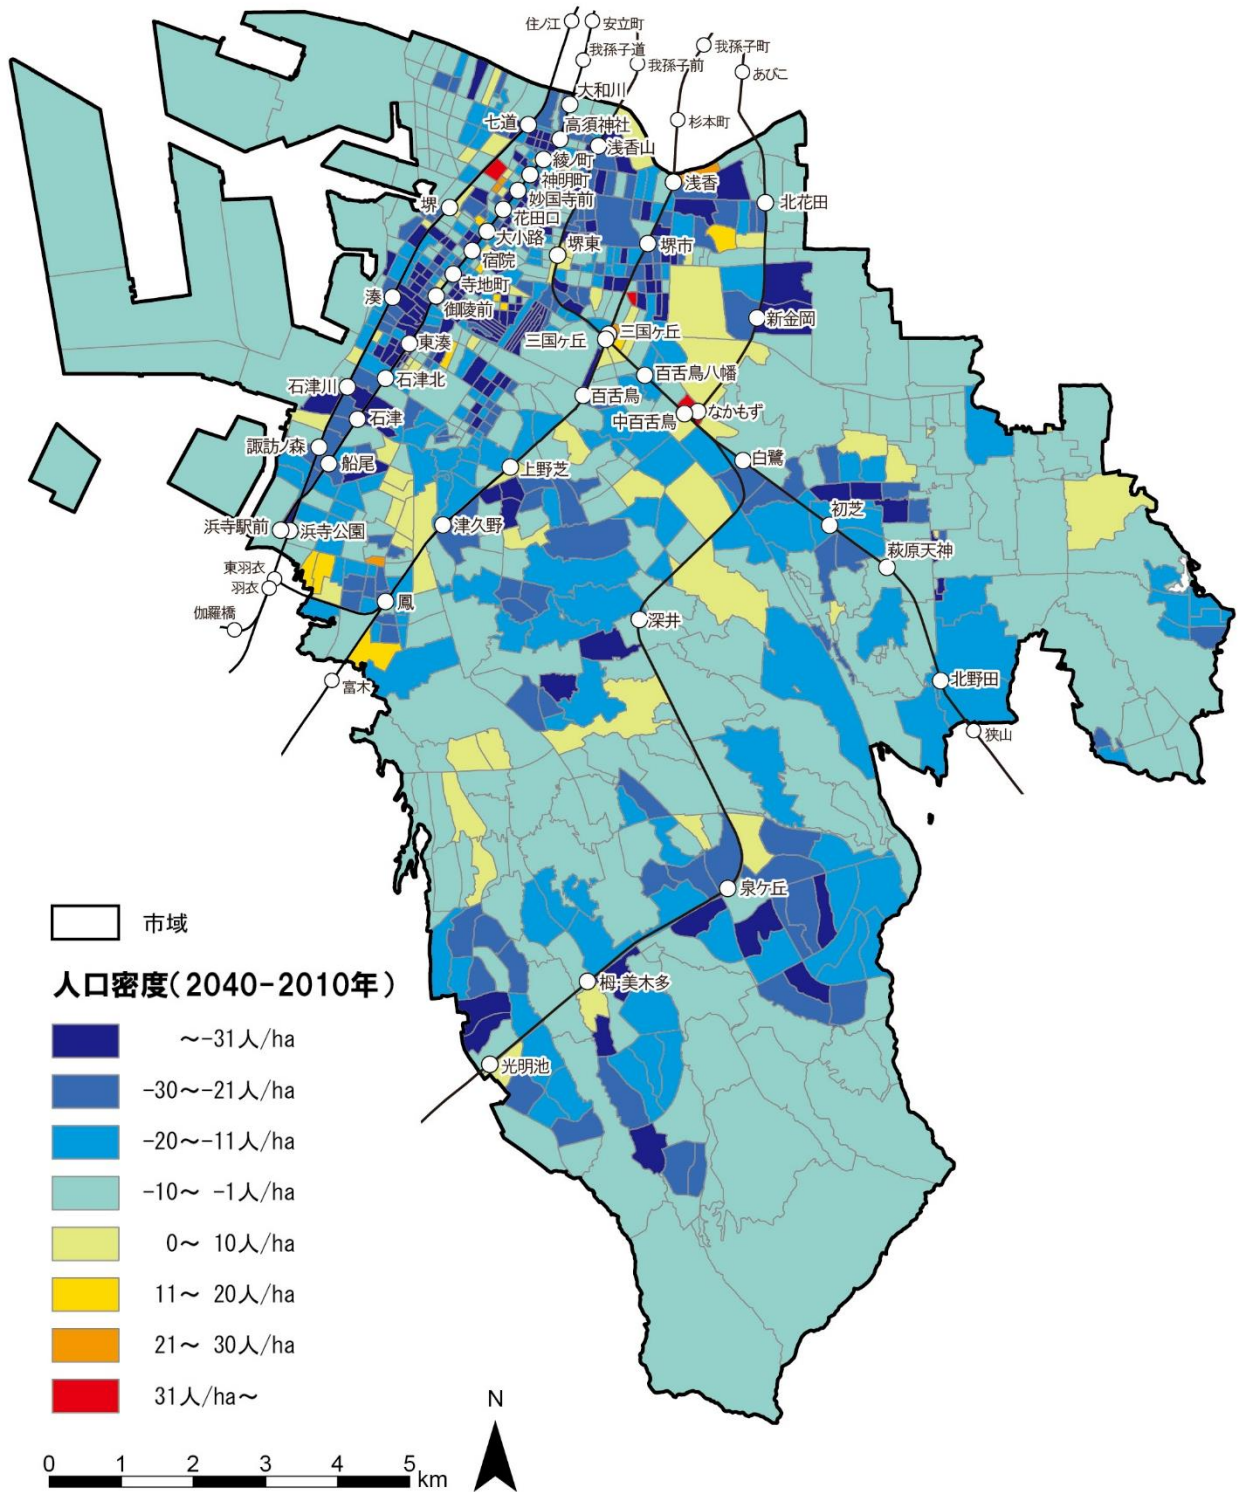 住ノ江
安立町
我孫子道
我孫子前
我孫子町
あびこ
大和川
七道
高須神社
杉本町
浅香山
綾ノ町
神明町
浅香
妙国寺前
北花田
堺
花田口
大小路
堺市
堺東
宿院
寺地町
湊
御陵前
新金岡
三国ヶ丘
三国ヶ丘
東湊
百舌鳥八幡
石津川
石津北
百舌鳥
なかもず
中百舌鳥
石津
諏訪ノ森
船尾
上野芝
白鷺
初芝
津久野
浜寺駅前
浜寺公園
萩原天神
東羽衣
羽衣
鳳
伽羅橋
深井
富木
北野田
狭山
泉ケ丘
栂・美木多
光明池
市域
人口密度(2040-2010年)
～-31人/ha
-30～-21人/ha
-20～-11人/ha
-10～ -1人/ha
0～ 10人/ha
11～ 20人/ha
21～ 30人/ha
31人/ha～
N
0 1 2 3 4 5
km